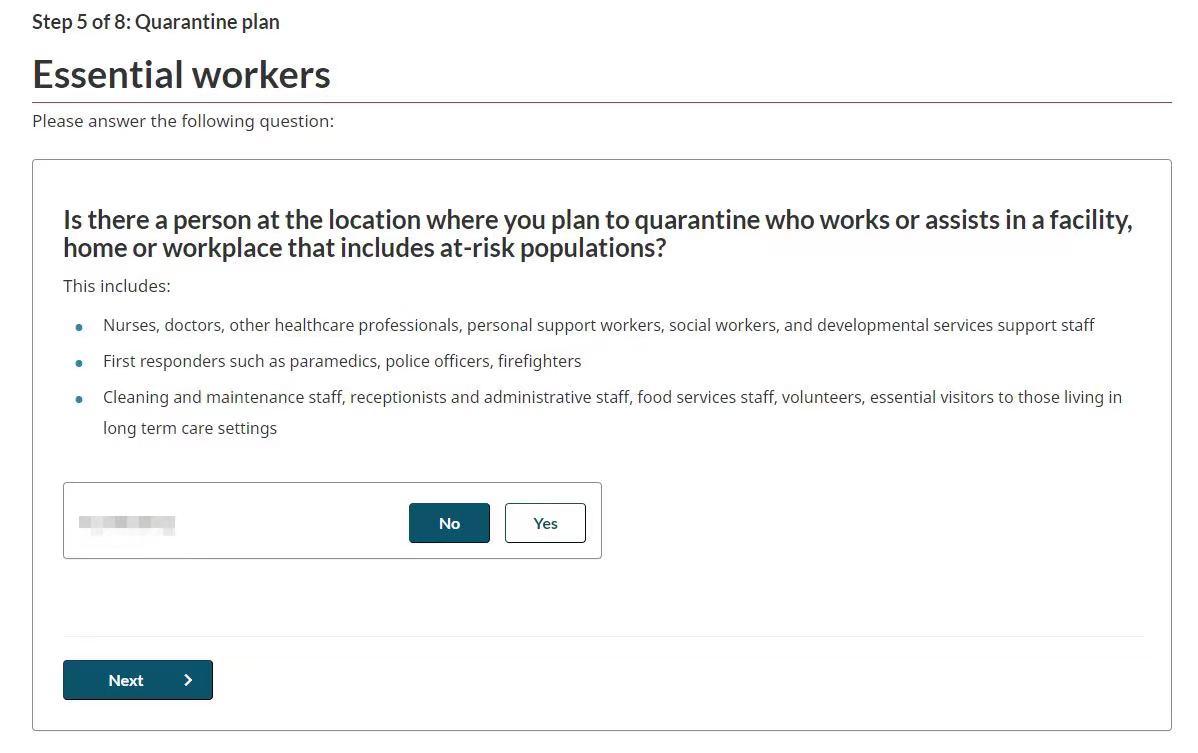 Step 5 of 8: Quarantine plan
Essential workers
Please answer the following question:
Is there a person at the location where you plan to quarantine who works or assists in a facility,
home or workplace that includes at-risk populations?
This includes:
Nurses, doctors, other healthcare professionals, personal support workers, social workers, and developmental services support staff
First responders such as paramedics, police officers, firefighters
Cleaning and maintenance staff, receptionists and administrative staff, food services staff, volunteers, essential visitors to those living in
long term care settings
No Yes
Next